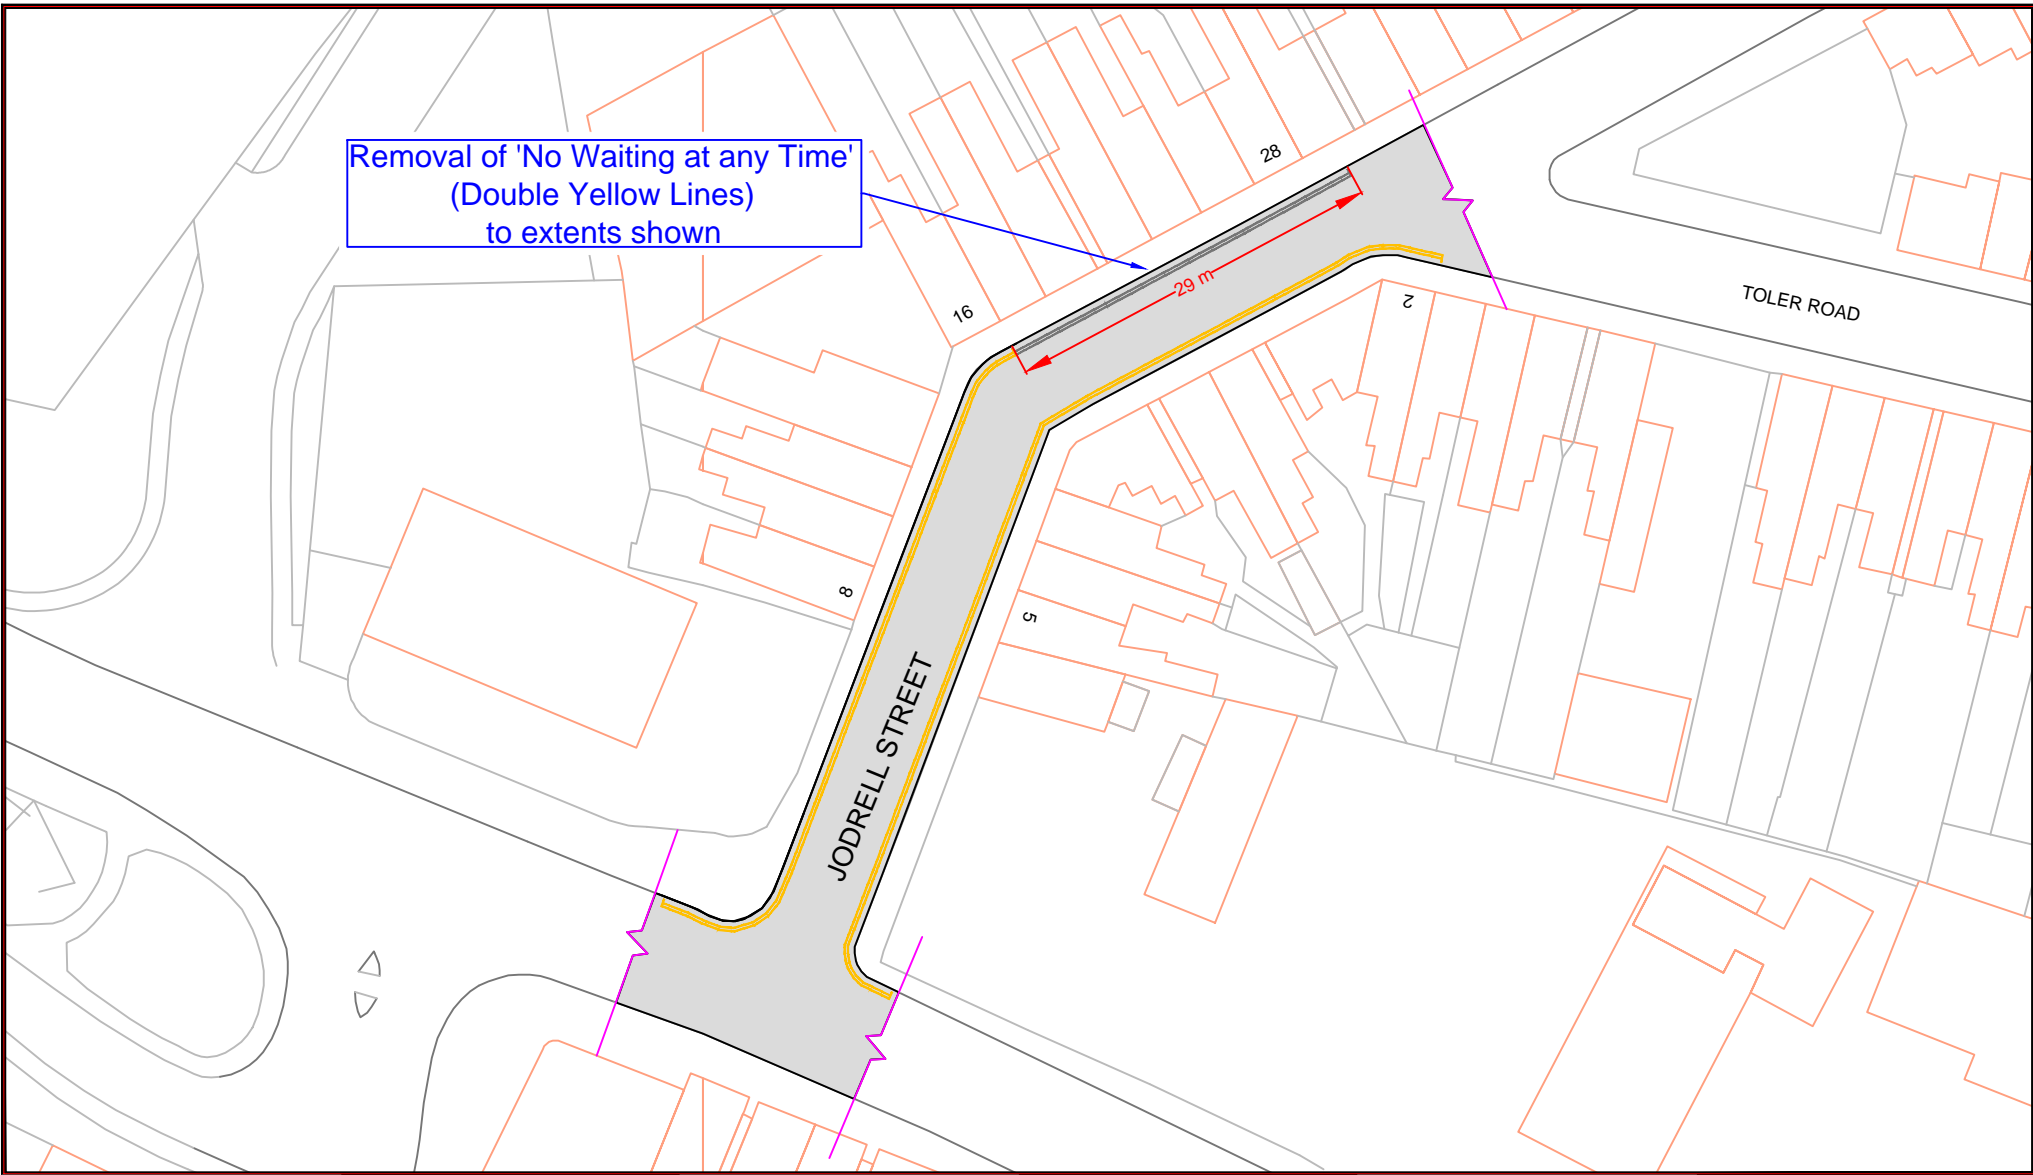 Removal of 'No Waiting at any Time'
(Double Yellow Lines)
to extents shown
28
16
29 m
2
TOLER ROAD
8
5
JODRELL STREET